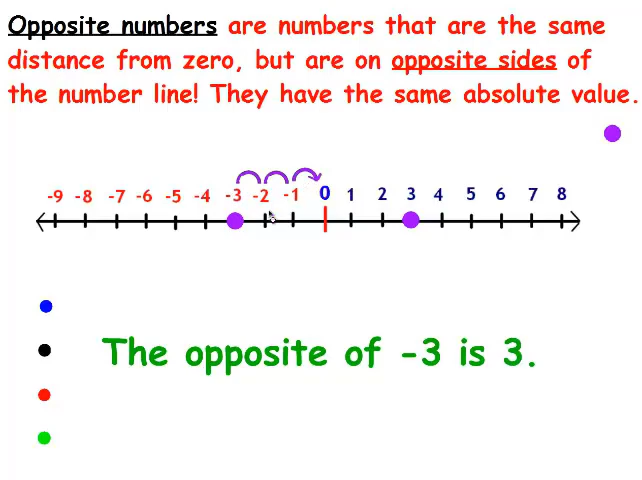 Opposite numbers are numbers that are the same
distance from zero, but are on opposite sides of
the number line! They have the same absolute value.
-9 -8 -7 -6 -5 -4 -3 -2 -1 0 1 2 3 4 5 6 7 8
The opposite of -3 is 3.